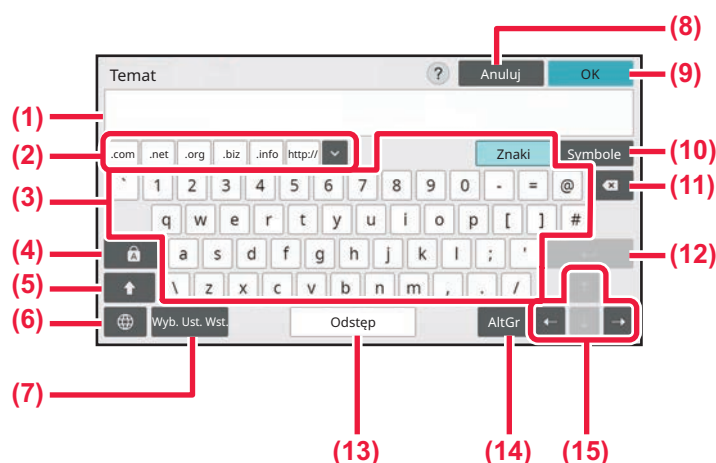 (8)
Temat ? Anuluj OK (9)
(1)
(2) .com .net .org .biz .info http:// Znaki Symbole (10)
(3) ` 1 2 3 4 5 6 7 8 9 0 - = @ (11)
q w e r t y u i o p [ ] #
(4) A a s d f g h j k l ; ' (12)
(5) \ z x c v b n m , . /
(6) Wyb. Ust. Wst. Odstęp AltGr ← →
(7)
(13) (14) (15)